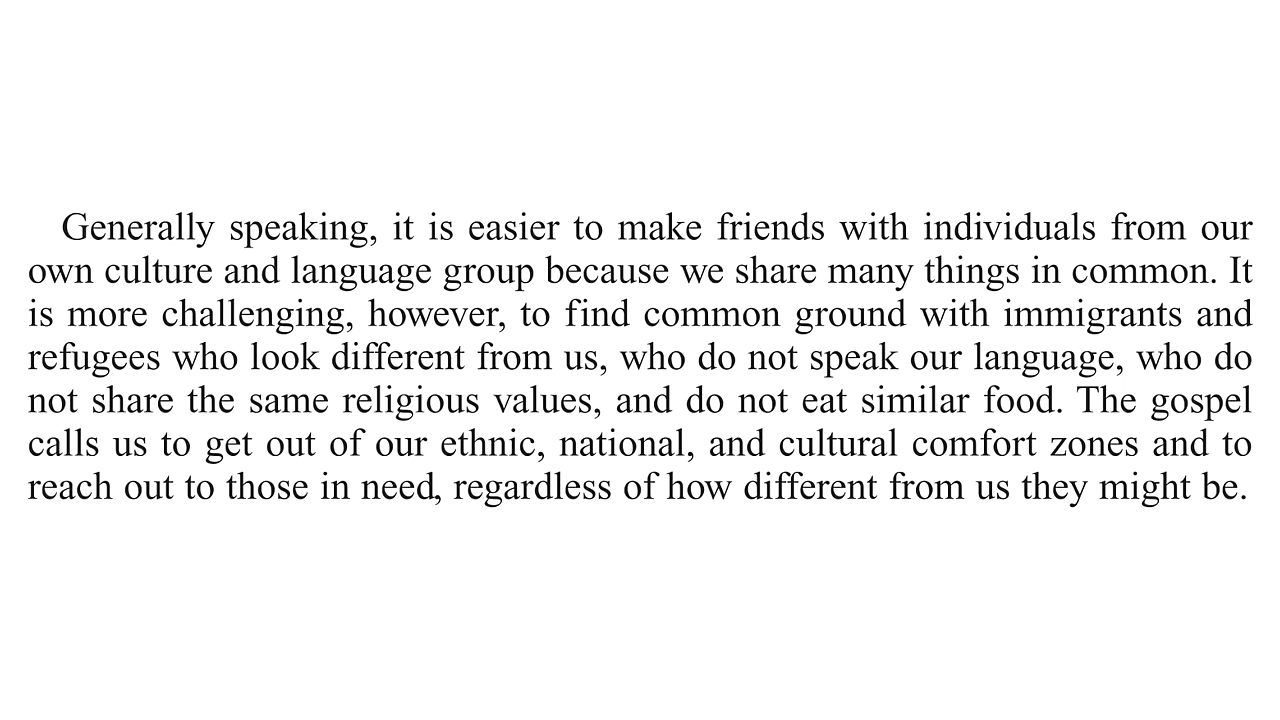 Generally speaking, it is easier to make friends with individuals from our
own culture and language group because we share many things in common. It
is more challenging, however, to find common ground with immigrants and
refugees who look different from us, who do not speak our language, who do
not share the same religious values, and do not eat similar food. The gospel
calls us to get out of our ethnic, national, and cultural comfort zones and to
reach out to those in need, regardless of how different from us they might be.